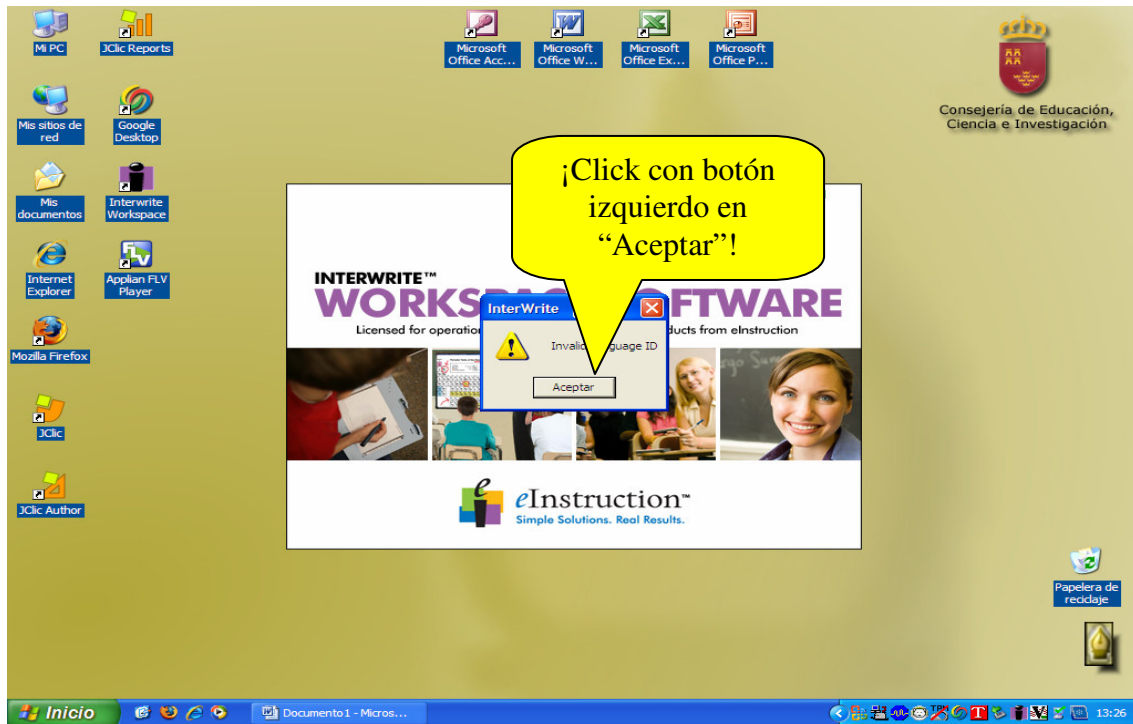 Mi PC
JClic Reports
Microsoft
Office Acc...
Microsoft
Office W...
Microsoft
Office Ex...
Microsoft
Office P...
Consejería de Educación,
Ciencia e Investigación
Mis sitios de
red
Google
Desktop
Mis
documentos
Interwrite
Workspace
Internet
Explorer
Applian FLV
Player
Mozilla Firefox
JClic
JClic Author
¡Click con botón
izquierdo en
“Aceptar”!
INTERWRITE™
WORKSPA OFTWARE
Licensed for operation ducts from eInstruction
InterWrite
Invalid guage ID
Aceptar
eInstruction™
Simple Solutions. Real Results.
Papelera de
reciclaje
Inicio
Documento1 - Micros...
13:26